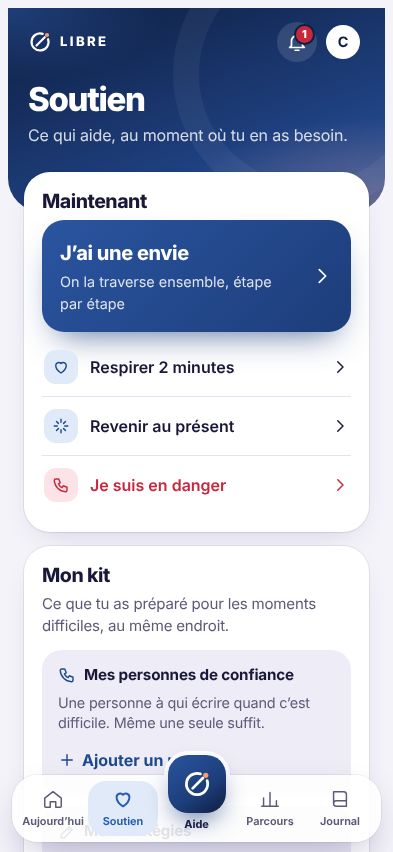 LIBRE
1
C
Soutien
Ce qui aide, au moment où tu en as besoin.
Maintenant
J’ai une envie
On la traverse ensemble, étape
par étape
Respirer 2 minutes
Revenir au présent
Je suis en danger
Mon kit
Ce que tu as préparé pour les moments
difficiles, au même endroit.
Mes personnes de confiance
Une personne à qui écrire quand c’est
difficile. Même une seule suffit.
Ajouter un
Aujourd’hui
Soutien
Aide
Parcours
Journal